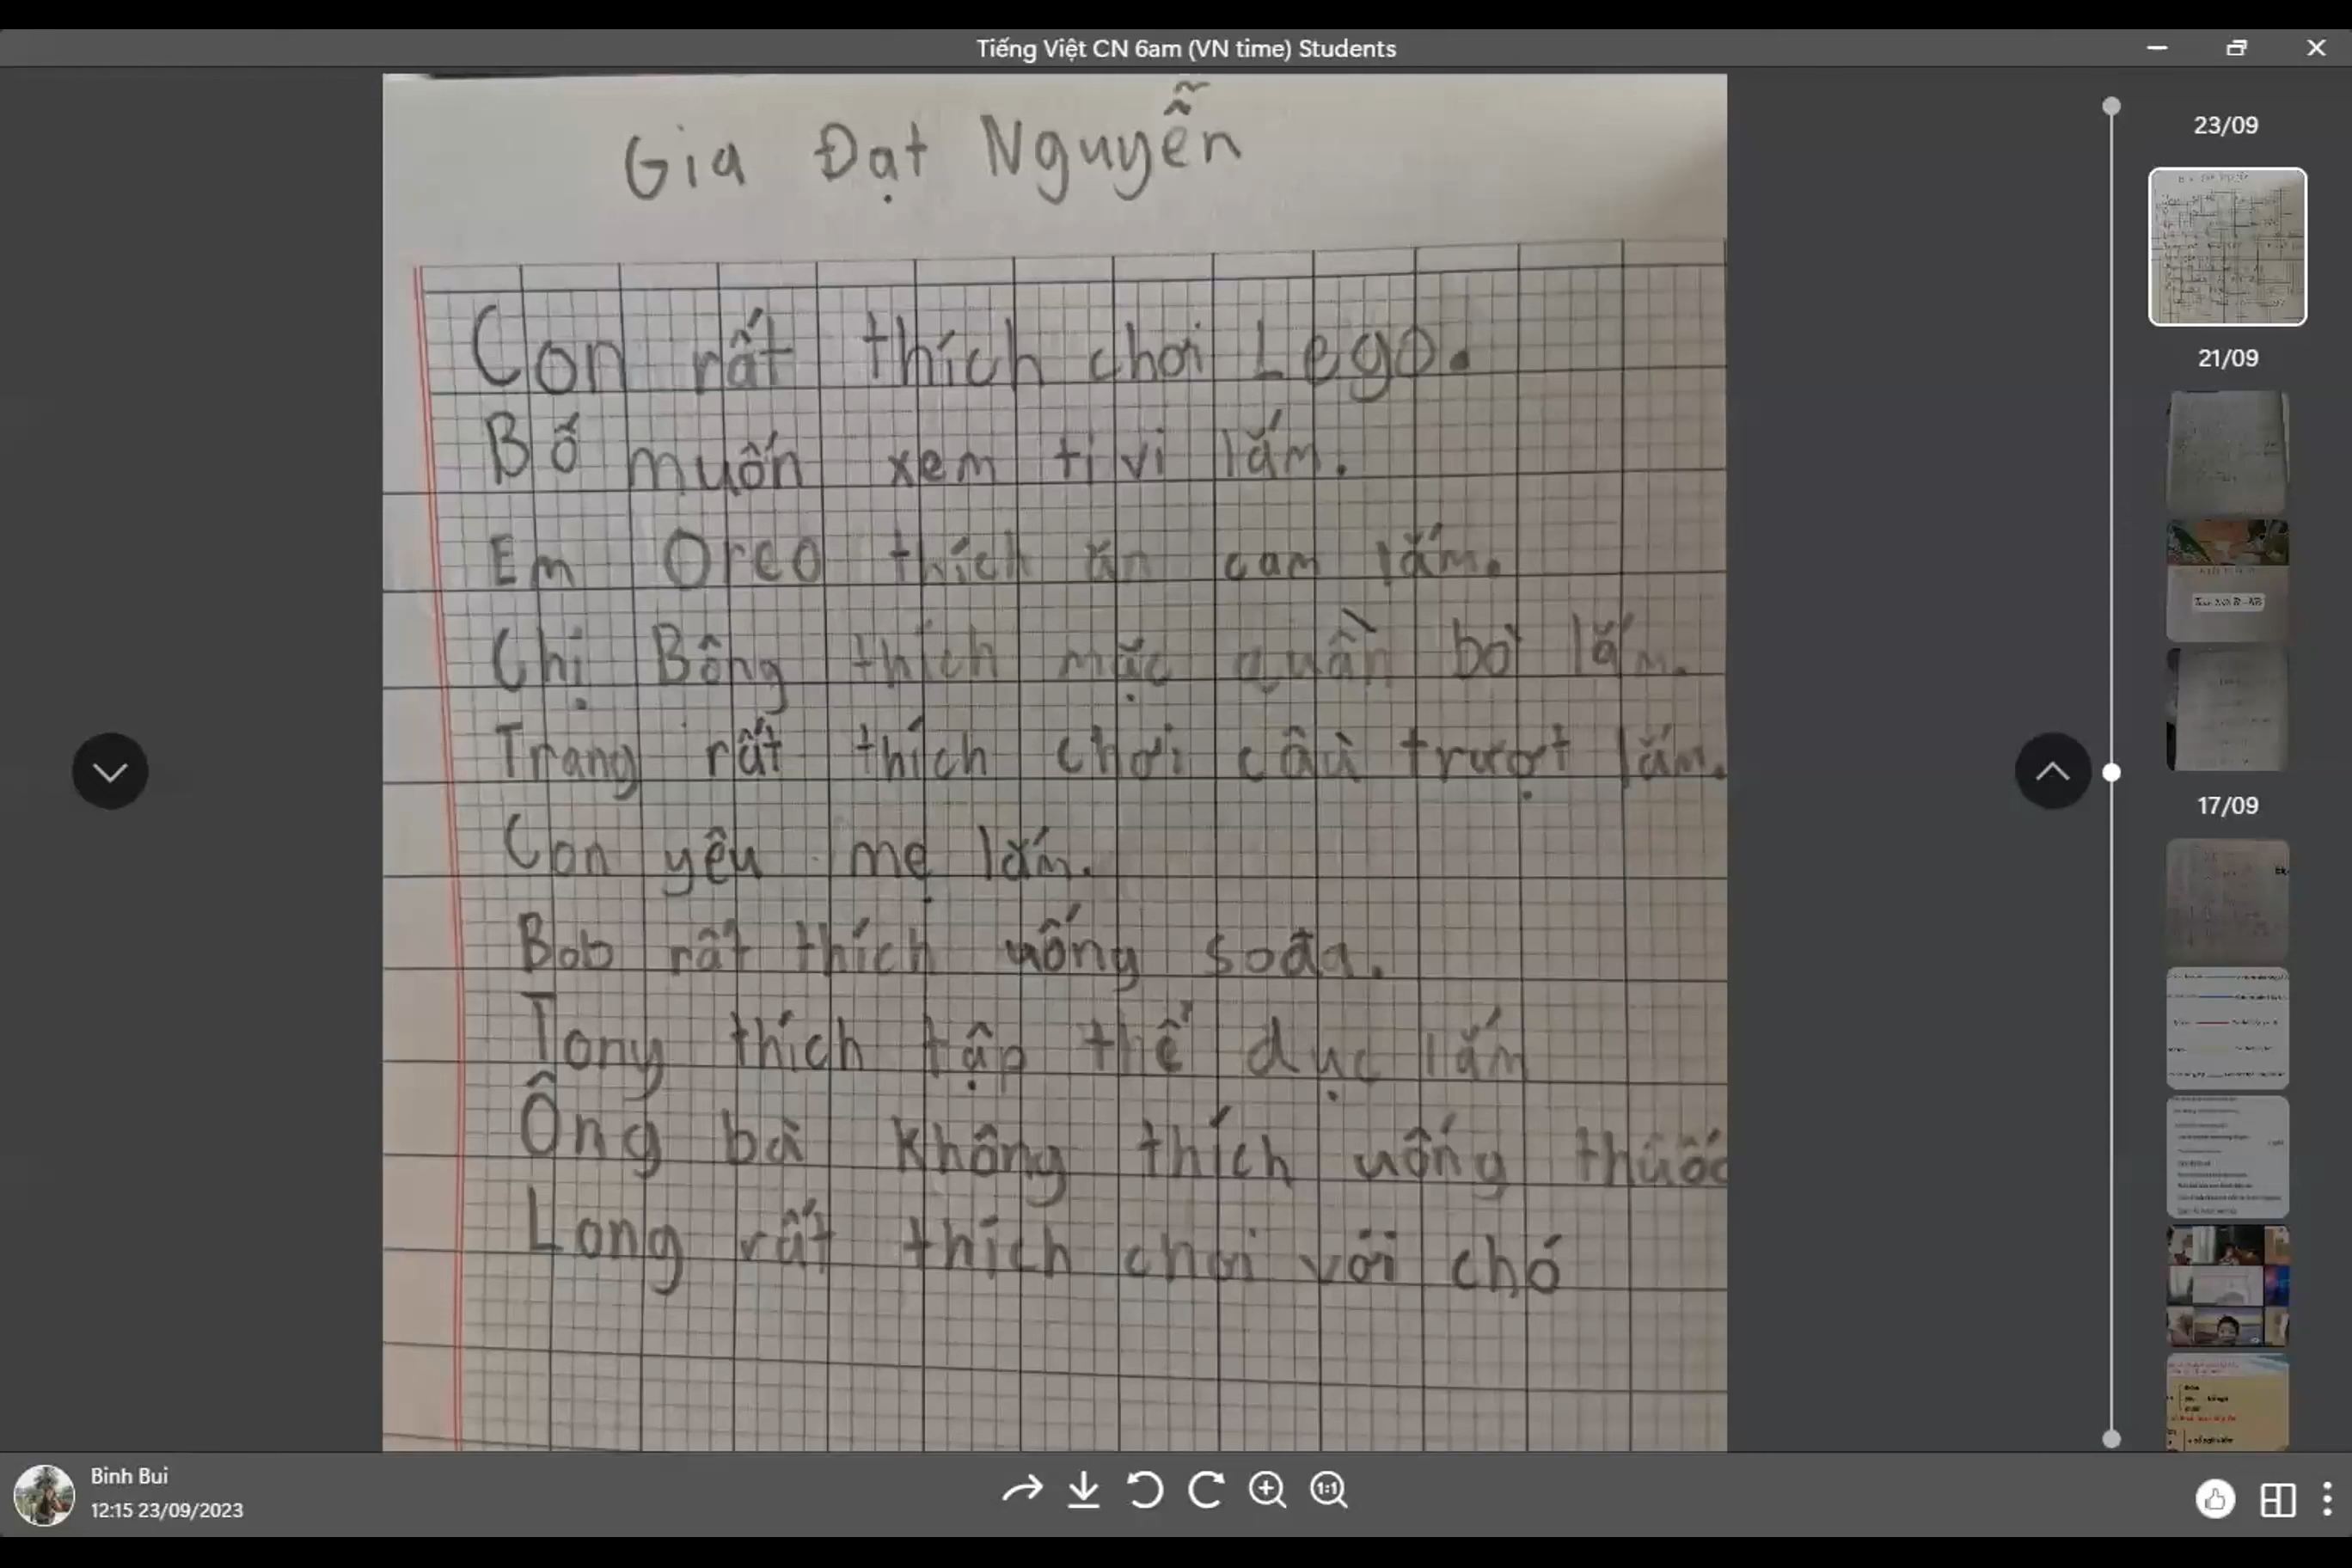 Tiếng Việt CN 6am (VN time) Students
Gia Đạt Nguyễn
Con rất thích chơi Lego.
Bố muốn xem ti vi lắm.
Em Oreo thích ăn cam lắm.
Chị Bông thích mặc quần bò lắm.
Trang rất thích chơi cầu trượt lắm.
Con yêu mẹ lắm.
Bob rất thích uống sođa.
Tony thích tập thể dục lắm
Ông bà không thích uống thuốc
Long rất thích chơi với chó
23/09
21/09
17/09
Binh Bui
12:15 23/09/2023
1:1